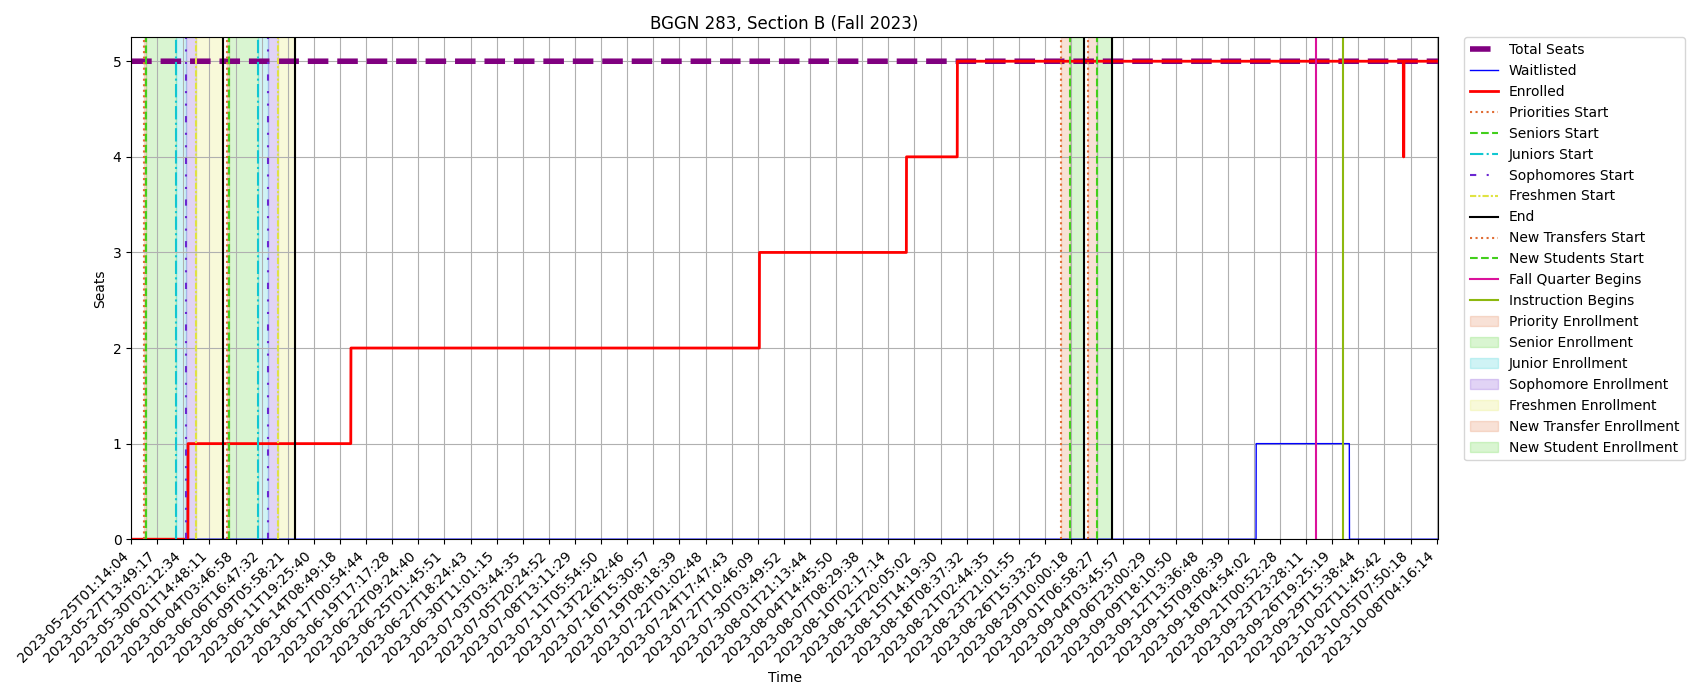 BGGN 283, Section B (Fall 2023)
Seats
5
4
3
2
1
0
2023-05-25T01:14:04
2023-05-27T13:49:17
2023-05-30T02:12:34
2023-06-01T14:48:11
2023-06-04T03:46:58
2023-06-06T16:47:32
2023-06-09T05:58:21
2023-06-11T19:25:40
2023-06-14T08:49:18
2023-06-17T00:54:44
2023-06-19T17:17:28
2023-06-22T09:24:40
2023-06-25T01:45:51
2023-06-27T18:24:43
2023-06-30T11:01:15
2023-07-03T03:44:35
2023-07-05T20:24:52
2023-07-08T13:11:29
2023-07-11T05:54:50
2023-07-13T22:42:46
2023-07-16T15:30:57
2023-07-19T08:18:39
2023-07-22T01:02:48
2023-07-24T17:47:43
2023-07-27T10:46:09
2023-07-30T03:49:52
2023-08-01T21:13:44
2023-08-04T14:45:50
2023-08-07T08:29:38
2023-08-10T02:17:14
2023-08-12T20:05:02
2023-08-15T14:19:30
2023-08-18T08:37:32
2023-08-21T02:44:35
2023-08-23T21:01:55
2023-08-26T15:33:25
2023-08-29T10:00:18
2023-09-01T06:58:27
2023-09-04T03:45:57
2023-09-06T23:00:29
2023-09-09T18:10:50
2023-09-12T13:36:48
2023-09-15T09:08:39
2023-09-18T04:54:02
2023-09-21T00:52:28
2023-09-23T23:28:11
2023-09-26T19:25:19
2023-09-29T15:38:44
2023-10-02T11:45:42
2023-10-05T07:50:18
2023-10-08T04:16:14
Time
Total Seats
Waitlisted
Enrolled
Priorities Start
Seniors Start
Juniors Start
Sophomores Start
Freshmen Start
End
New Transfers Start
New Students Start
Fall Quarter Begins
Instruction Begins
Priority Enrollment
Senior Enrollment
Junior Enrollment
Sophomore Enrollment
Freshmen Enrollment
New Transfer Enrollment
New Student Enrollment